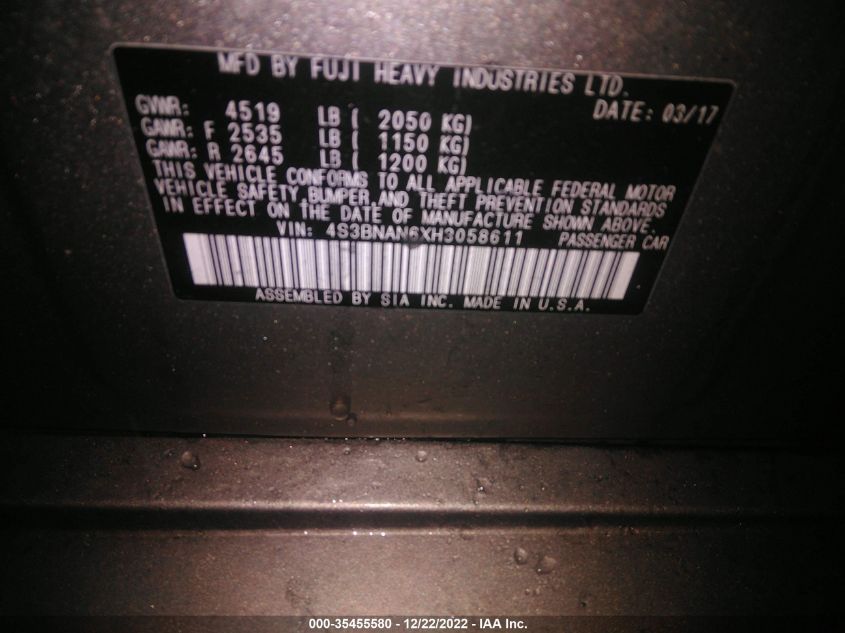 MFD BY FUJI HEAVY INDUSTRIES LTD.
DATE: 03/17
GVWR: 4519 LB ( 2050 KG)
GAWR: F 2535 LB ( 1150 KG)
GAWR: R 2645 LB ( 1200 KG)
THIS VEHICLE CONFORMS TO ALL APPLICABLE FEDERAL MOTOR
VEHICLE SAFETY, BUMPER, AND THEFT PREVENTION STANDARDS
IN EFFECT ON THE DATE OF MANUFACTURE SHOWN ABOVE.
VIN: 4S3BNAN6XH3058611 PASSENGER CAR
ASSEMBLED BY SIA INC. MADE IN U.S.A.
000-35455580 - 12/22/2022 - IAA Inc.